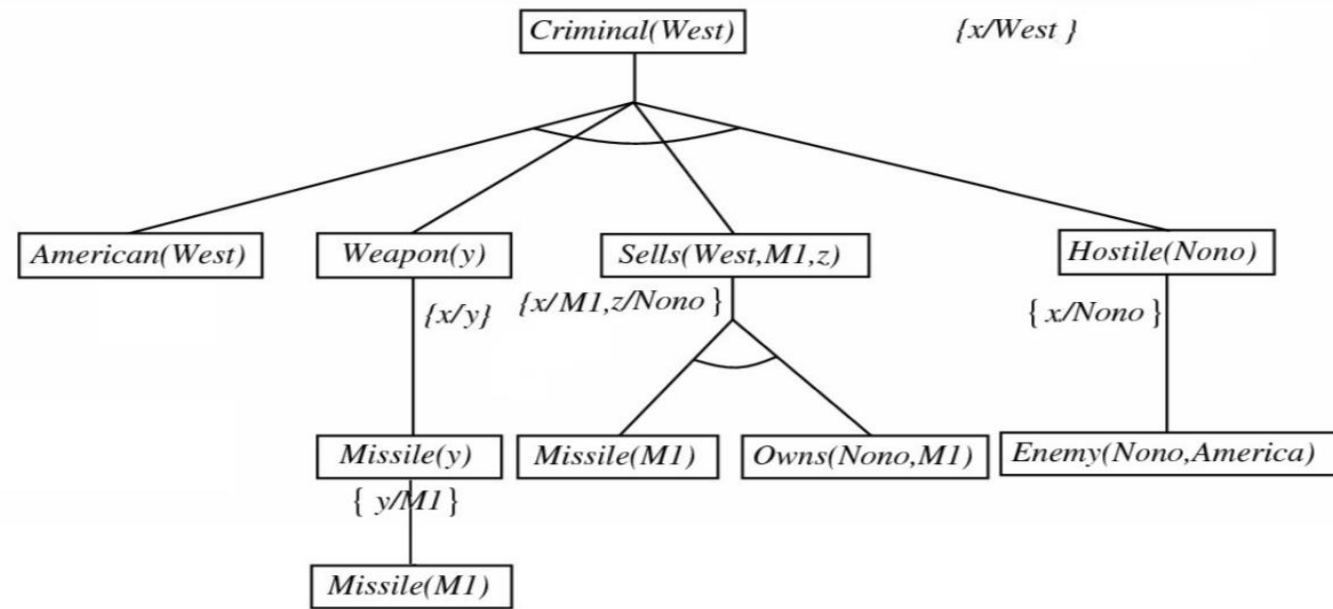 Criminal(West) {x/West }
American(West) Weapon(y) Sells(West,M1,z) Hostile(Nono)
{x/y} {x/M1,z/Nono } { x/Nono }
Missile(y) Missile(M1) Owns(Nono,M1) Enemy(Nono,America)
{ y/M1}
Missile(M1)